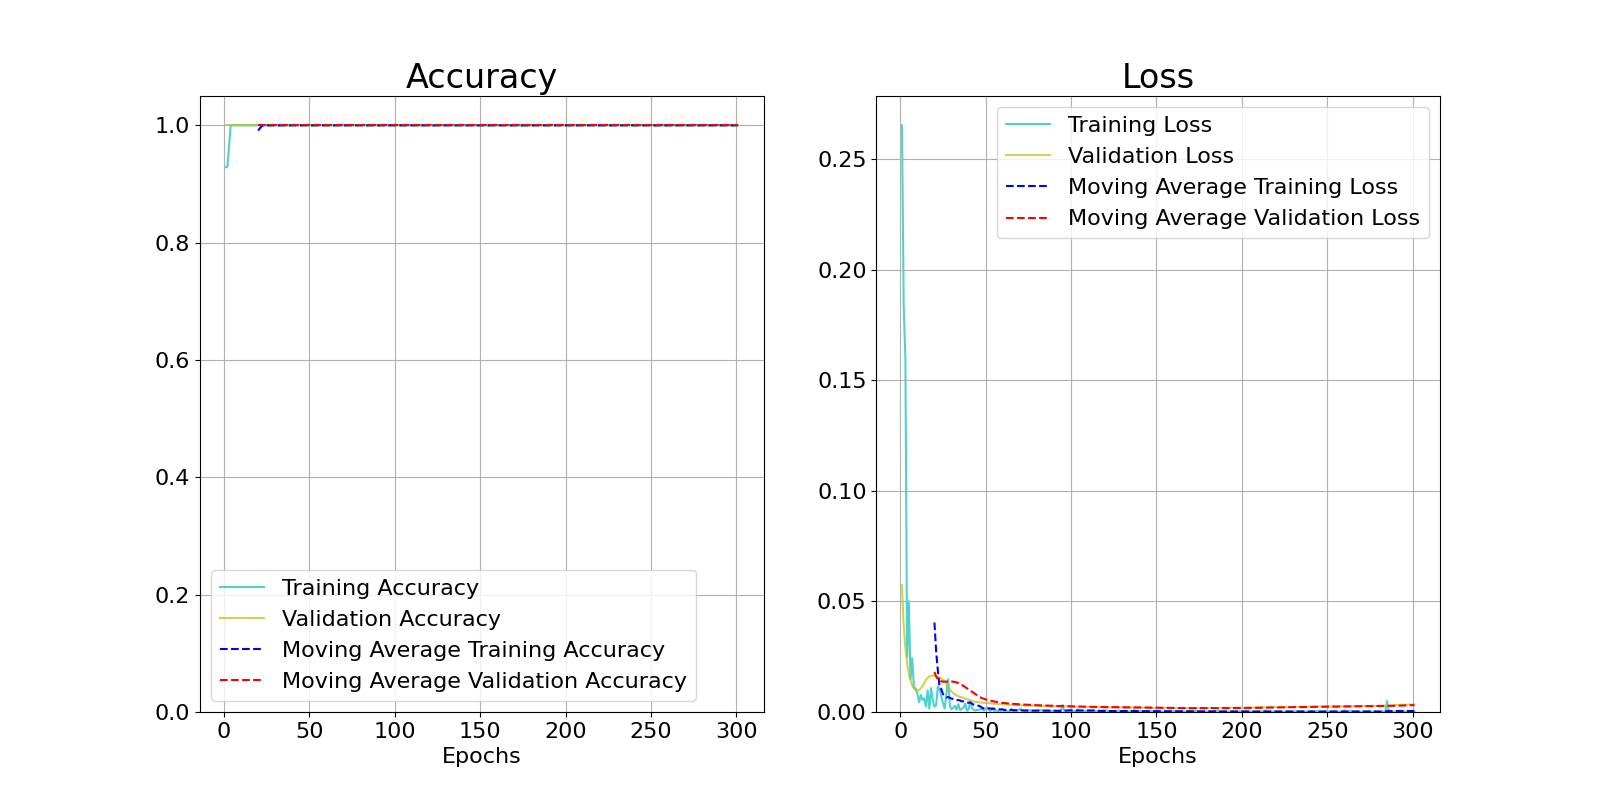 Accuracy
1.0
0.8
0.6
0.4
0.2
0.0
Training Accuracy
Validation Accuracy
Moving Average Training Accuracy
Moving Average Validation Accuracy
0 50 100 150 200 250 300
Epochs
Loss
0.25
0.20
0.15
0.10
0.05
0.00
Training Loss
Validation Loss
Moving Average Training Loss
Moving Average Validation Loss
0 50 100 150 200 250 300
Epochs